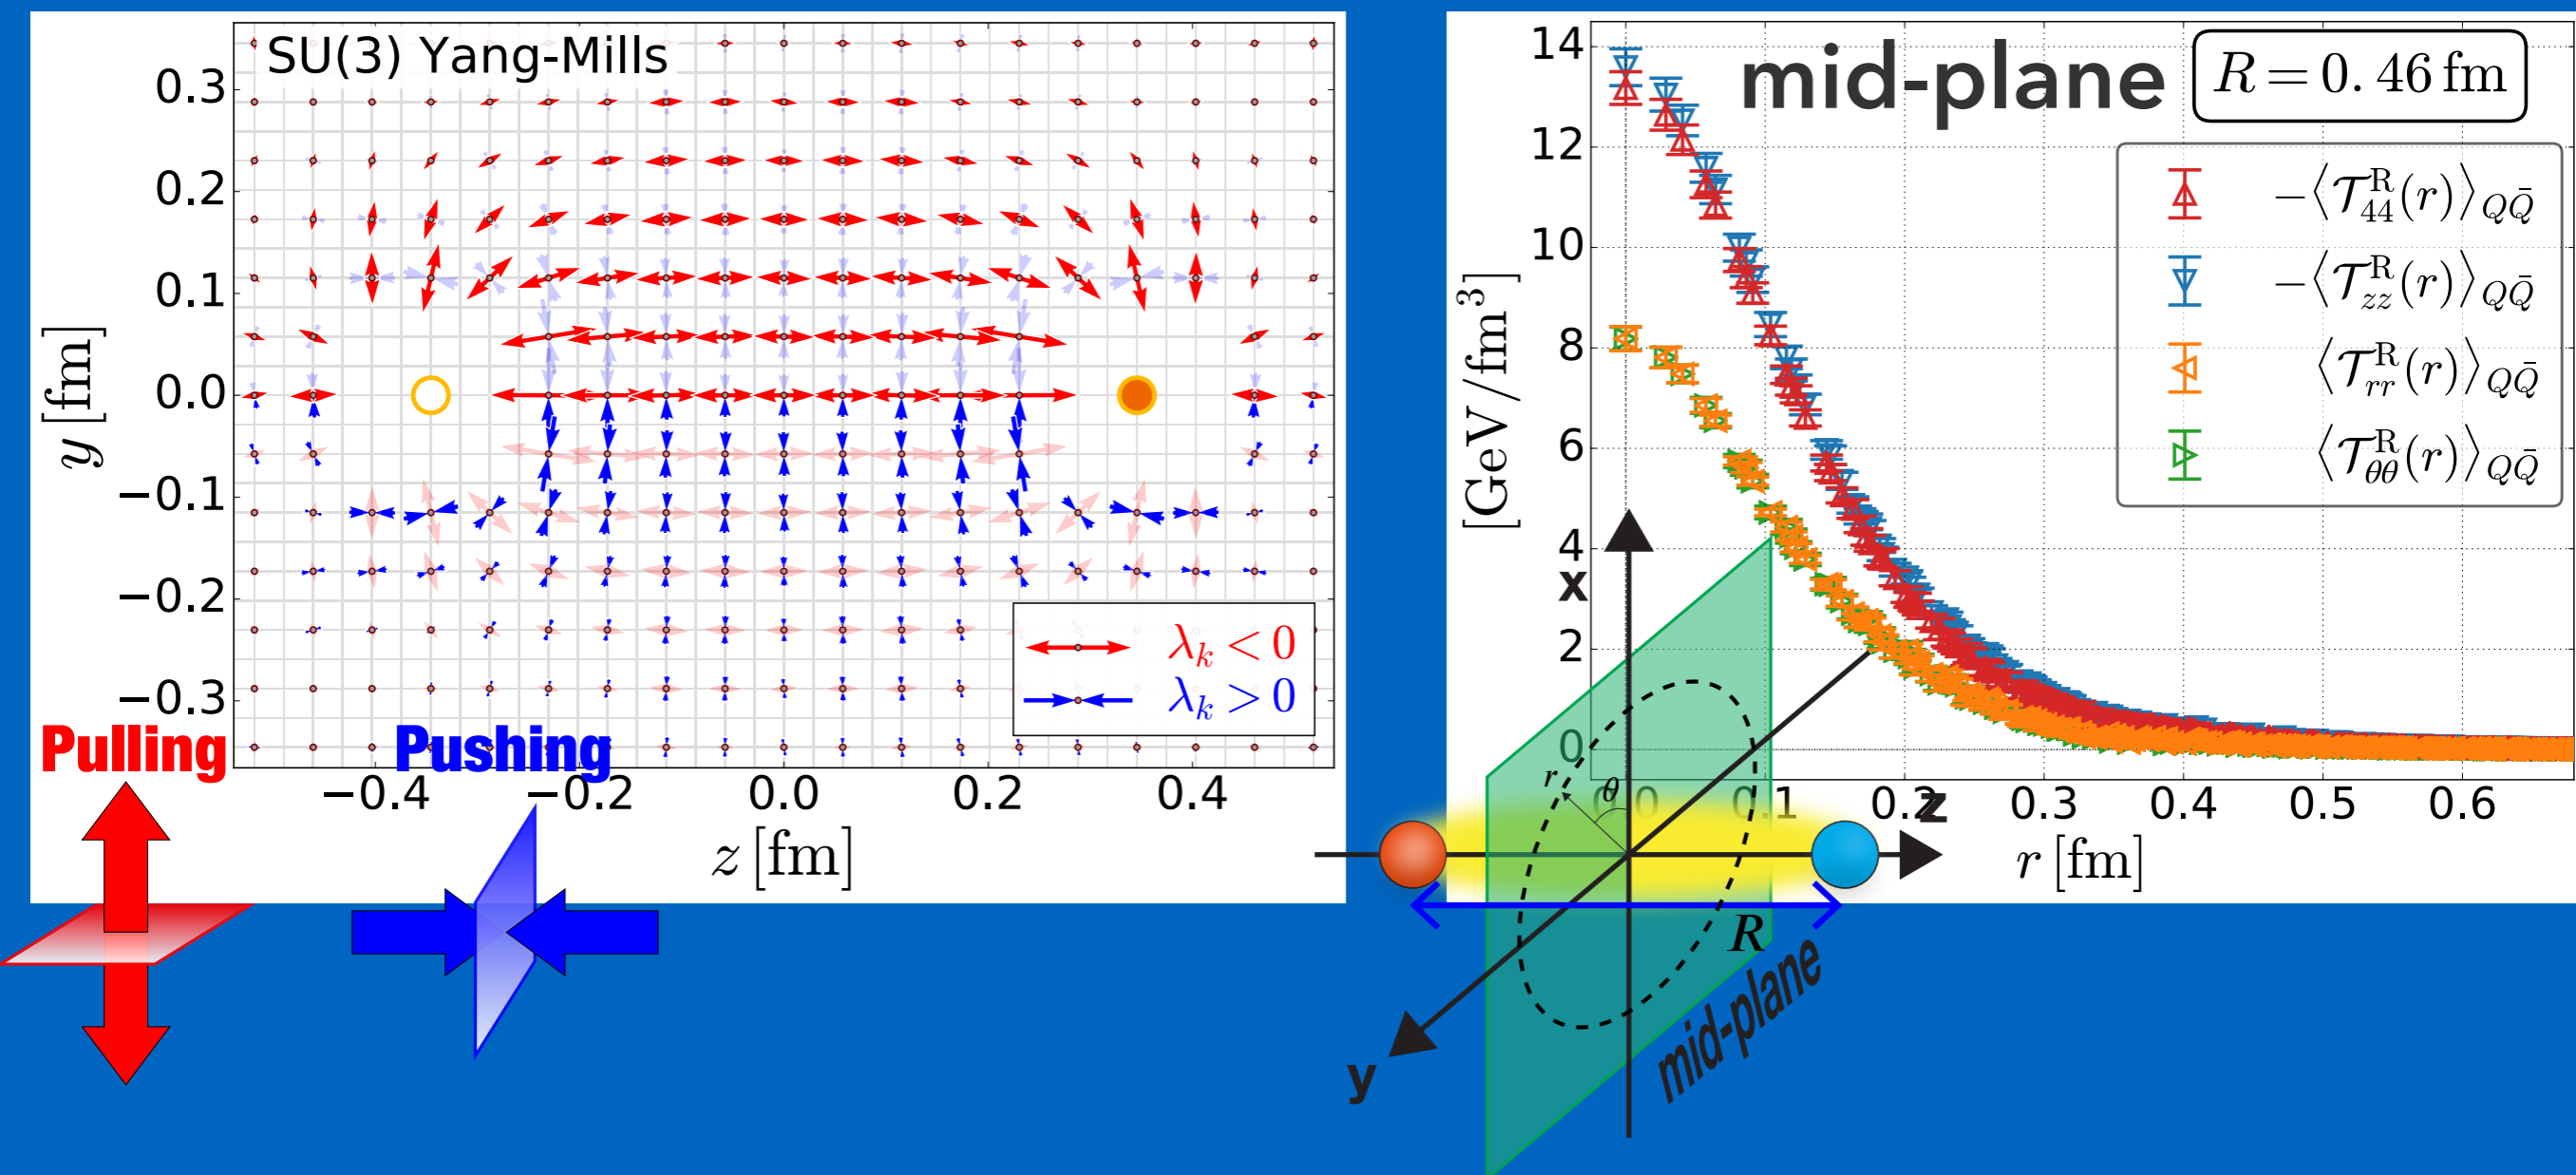 SU(3) Yang-Mills
0.3
0.2
0.1
0.0
−0.1
−0.2
−0.3
y [fm]
λk < 0
λk > 0
−0.4 −0.2 0.0 0.2 0.4
z [fm]
Pulling
Pushing
mid-plane
R = 0.46 fm
−⟨𝒯ᴿ₄₄(r)⟩QQ̄
−⟨𝒯ᴿzz(r)⟩QQ̄
⟨𝒯ᴿrr(r)⟩QQ̄
⟨𝒯ᴿθθ(r)⟩QQ̄
14
12
10
8
6
4
2
0
[GeV/fm³]
0.0 0.1 0.2 0.3 0.4 0.5 0.6
r [fm]
x
z
y
r
θ
R
mid-plane